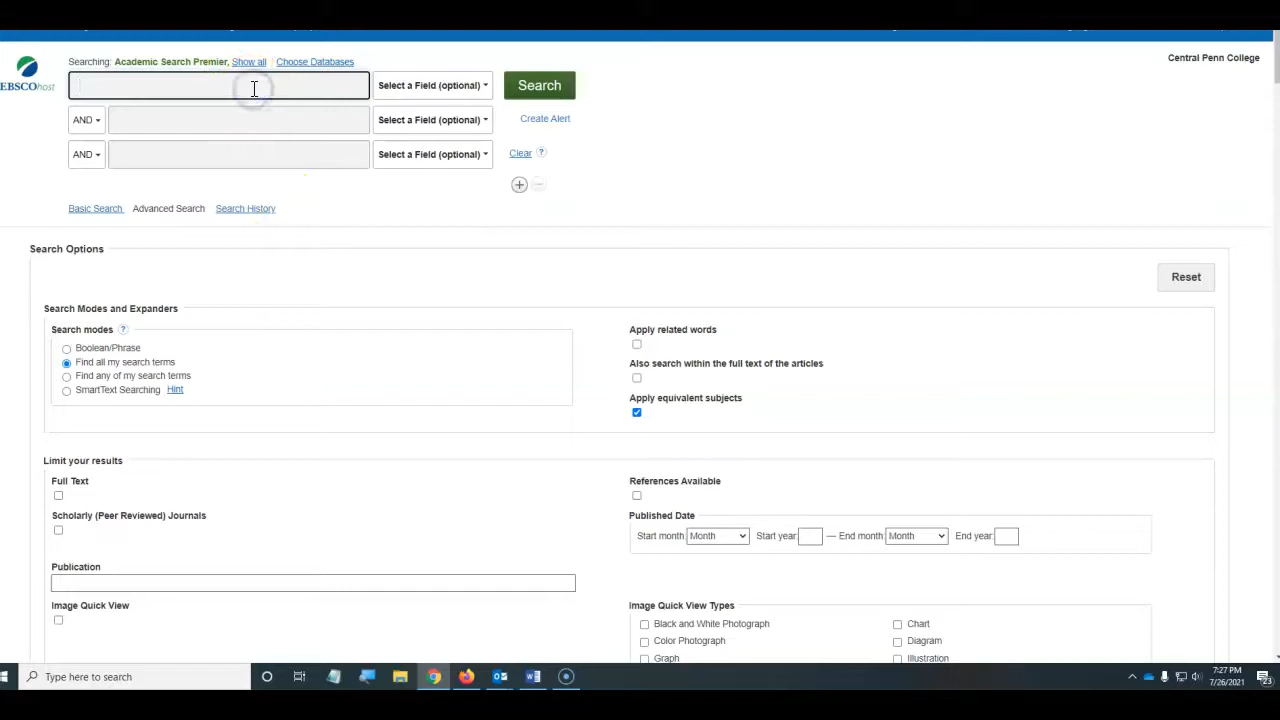 Searching: Academic Search Premier, Show all | Choose Databases
Central Penn College
EBSCOhost
Select a Field (optional)
Search
AND
Select a Field (optional)
Create Alert
AND
Select a Field (optional)
Clear ?
Basic Search Advanced Search Search History
Search Options
Reset
Search Modes and Expanders
Search modes ?
Boolean/Phrase
Find all my search terms
Find any of my search terms
SmartText Searching Hint
Apply related words
Also search within the full text of the articles
Apply equivalent subjects
Limit your results
Full Text
References Available
Scholarly (Peer Reviewed) Journals
Published Date
Start month: Month Start year: — End month: Month End year:
Publication
Image Quick View
Image Quick View Types
Black and White Photograph
Chart
Color Photograph
Diagram
Graph
Illustration
Type here to search
7:27 PM
7/26/2021
23